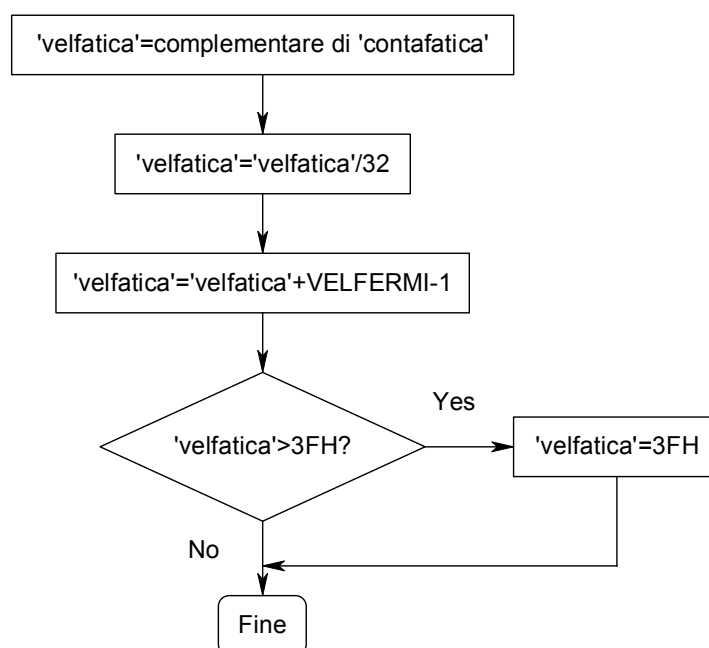 'velfatica'=complementare di 'contafatica'
'velfatica'='velfatica'/32
'velfatica'='velfatica'+VELFERMI-1
'velfatica'>3FH?
Yes
'velfatica'=3FH
No
Fine